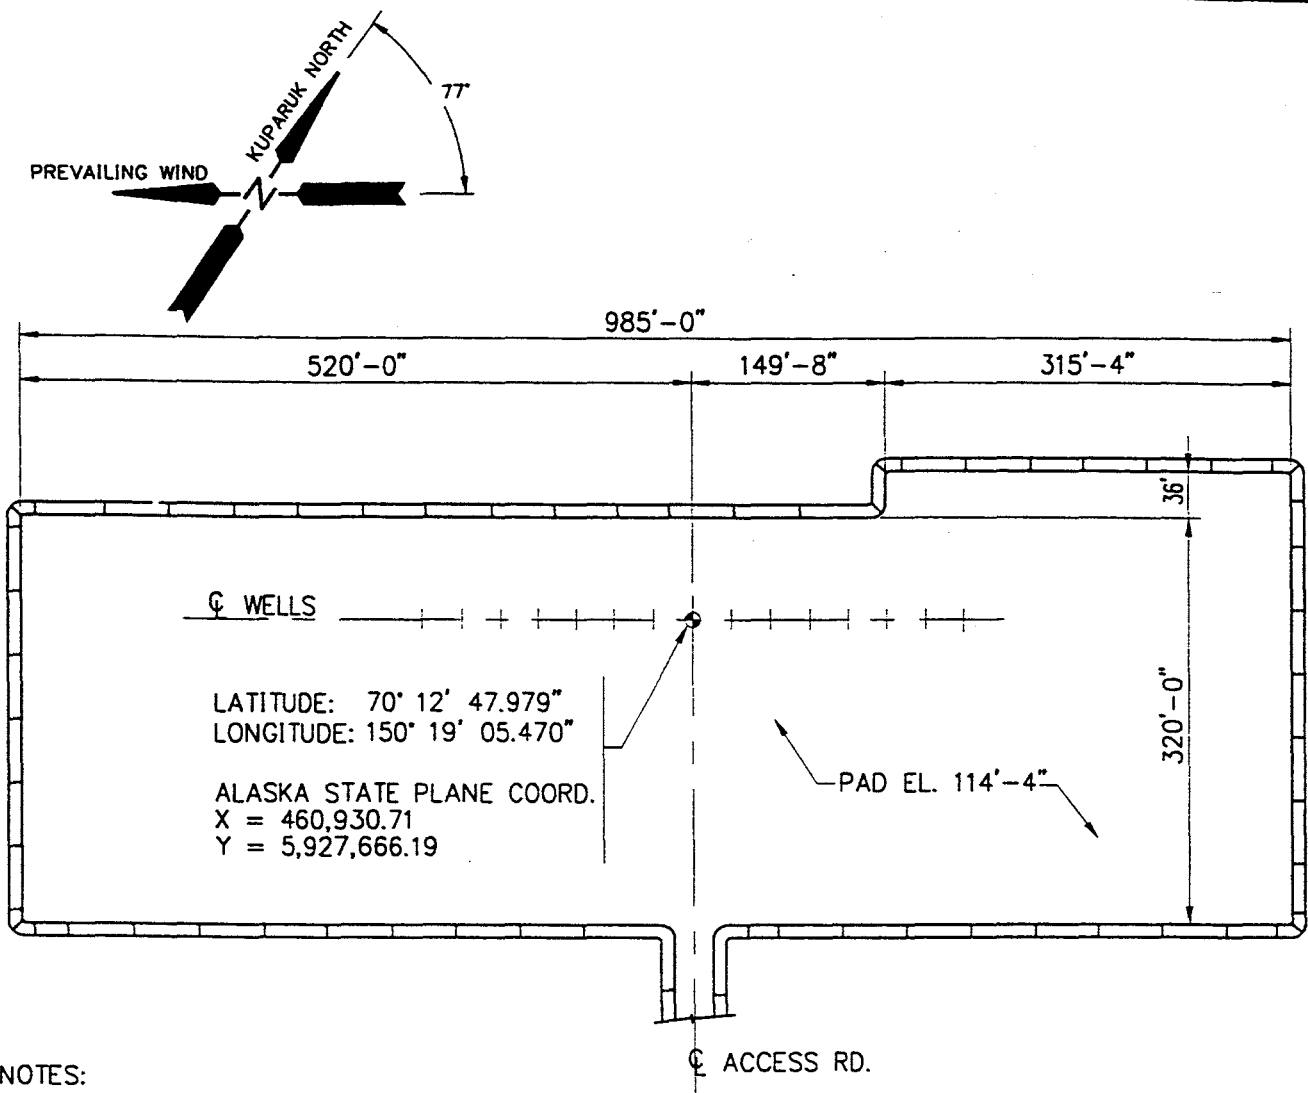 KUPARUK NORTH
77°
PREVAILING WIND
N
985'-0"
520'-0"
149'-8"
315'-4"
36'
℄ WELLS
320'-0"
LATITUDE: 70° 12' 47.979"
LONGITUDE: 150° 19' 05.470"
PAD EL. 114'-4"
ALASKA STATE PLANE COORD.
X = 460,930.71
Y = 5,927,666.19
℄ ACCESS RD.
NOTES: